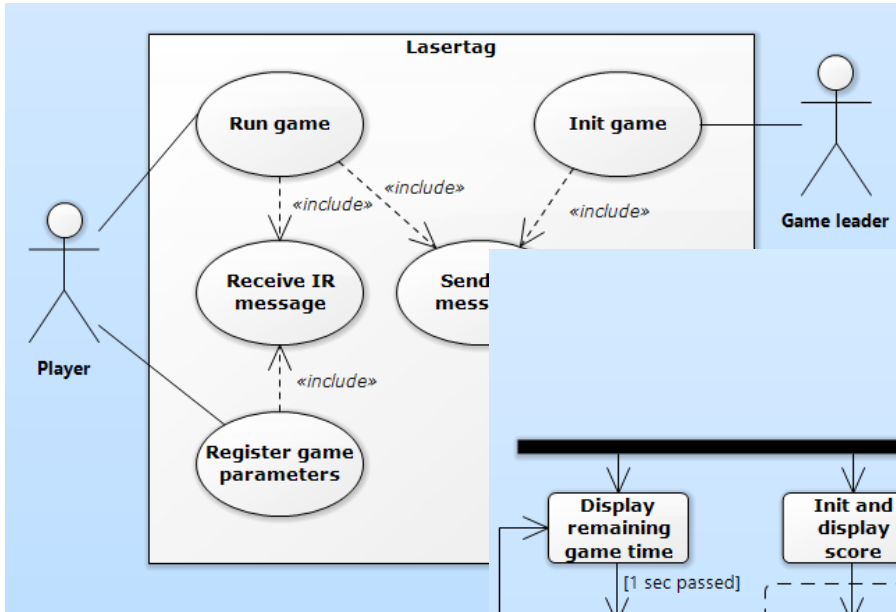 Lasertag
Run game
Init game
«include»
«include»
«include»
Game leader
Receive IR
message
Send
Player
«include»
Register game
parameters
Display
remaining
game time
Init and
display
score
[1 sec passed]